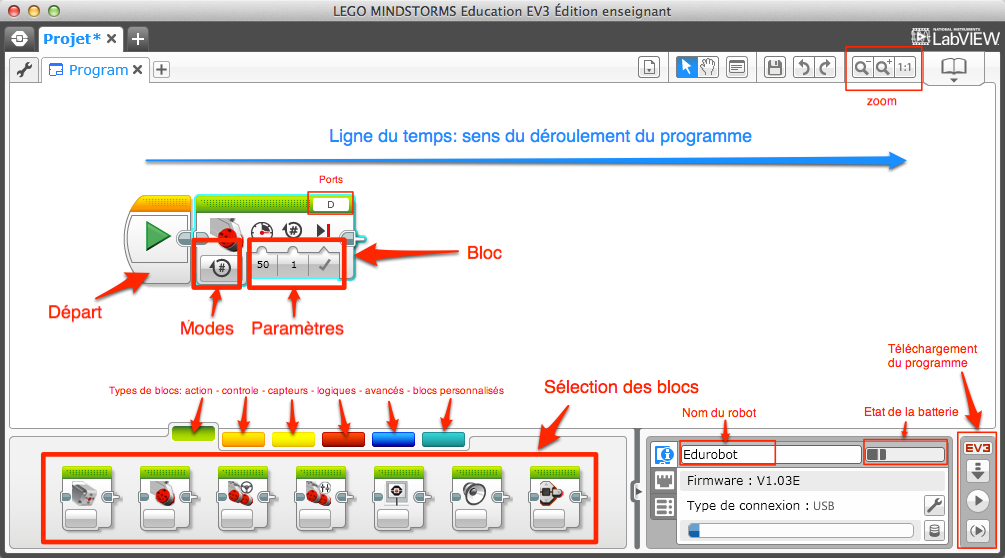 LEGO MINDSTORMS Education EV3 Édition enseignant
Projet*
NATIONAL INSTRUMENTS
LabVIEW
Program
1:1
zoom
Ligne du temps: sens du déroulement du programme
Ports
D
#
#
50
1
Bloc
Départ
Modes
Paramètres
Téléchargement
du programme
Types de blocs: action - controle - capteurs - logiques - avancés - blocs personnalisés
Sélection des blocs
Nom du robot
Etat de la batterie
Edurobot
EV3
Firmware : V1.03E
Type de connexion : USB